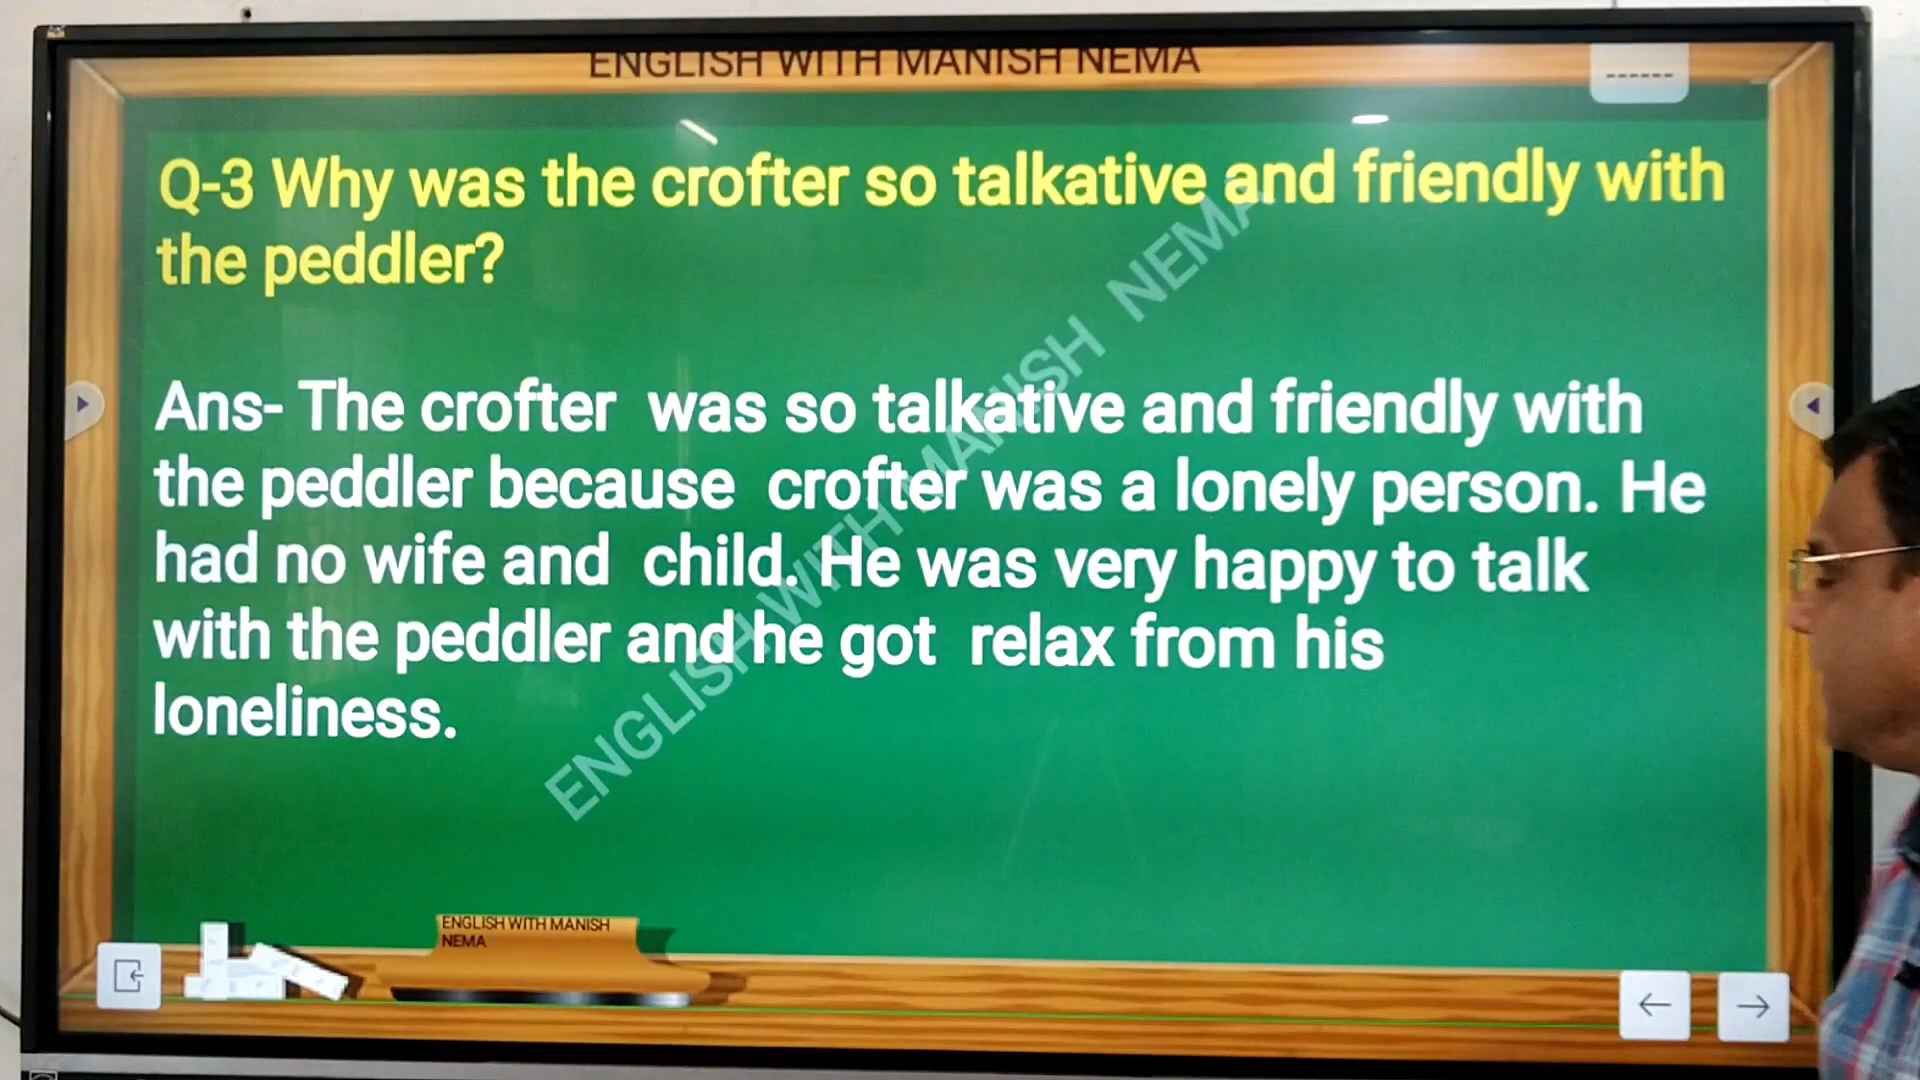 ENGLISH WITH MANISH NEMA
Q-3 Why was the crofter so talkative and friendly with
the peddler?
Ans- The crofter was so talkative and friendly with
the peddler because crofter was a lonely person. He
had no wife and child. He was very happy to talk
with the peddler and he got relax from his
loneliness.
ENGLISH WITH MANISH NEMA
ENGLISH WITH MANISH
NEMA